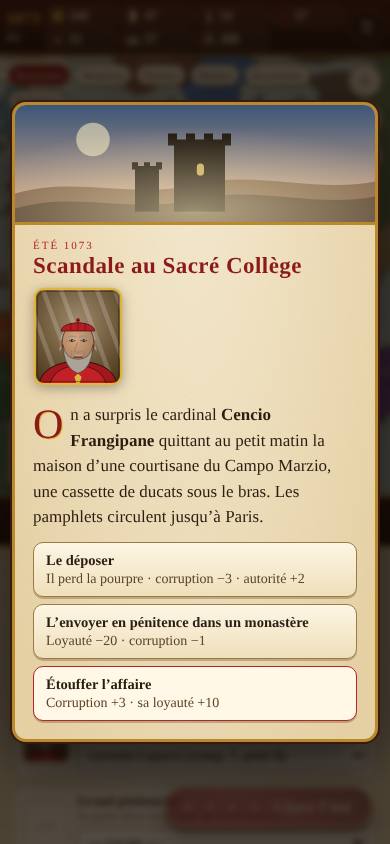 ÉTÉ 1073
Scandale au Sacré Collège
On a surpris le cardinal Cencio
Frangipane quittant au petit matin la
maison d’une courtisane du Campo Marzio,
une cassette de ducats sous le bras. Les
pamphlets circulent jusqu’à Paris.
Le déposer
Il perd la pourpre · corruption −3 · autorité +2
L’envoyer en pénitence dans un monastère
Loyauté −20 · corruption −1
Étouffer l’affaire
Corruption +3 · sa loyauté +10